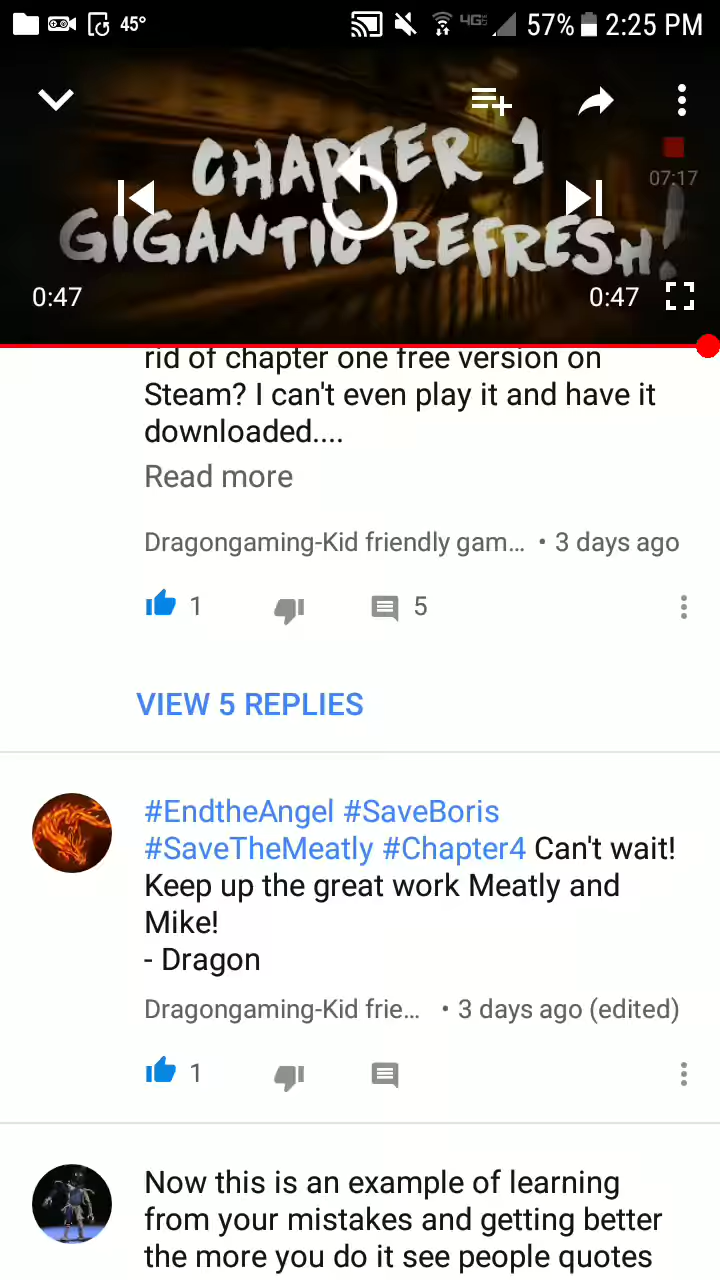 45° 4G 57% 2:25 PM
CHAPTER 1
07:17
GIGANTIC REFRESH!
0:47 0:47
rid of chapter one free version on
Steam? I can't even play it and have it
downloaded....
Read more
Dragongaming-Kid friendly gam... • 3 days ago
1 5
VIEW 5 REPLIES
#EndtheAngel #SaveBoris
#SaveTheMeatly #Chapter4 Can't wait!
Keep up the great work Meatly and
Mike!
- Dragon
Dragongaming-Kid frie... • 3 days ago (edited)
1
Now this is an example of learning
from your mistakes and getting better
the more you do it see people quotes